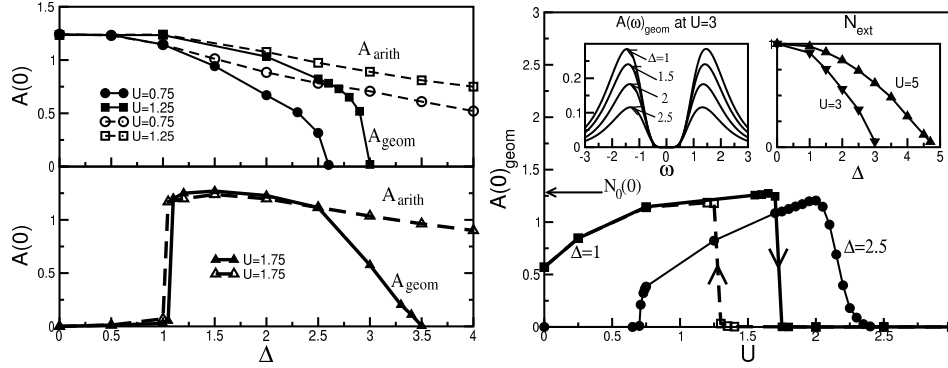 1.5
1
0.5
0
A(0)
A_arith
A_geom
U=0.75
U=1.25
U=0.75
U=1.25
1.5
1
0.5
0
A(0)
A_arith
A_geom
U=1.75
U=1.75
0 0.5 1 1.5 2 2.5 3 3.5 4
Δ
3
2.5
2
1.5
1
0.5
0
A(0)geom
A(ω)geom at U=3
0.2
0.1
0
Δ=1
1.5
2
2.5
-3 -2 -1 0 1 2 3
ω
N_ext
1
0
U=5
U=3
0 1 2 3 4 5
Δ
N₀(0)
Δ=1
Δ=2.5
0 0.5 1 1.5 2 2.5
U